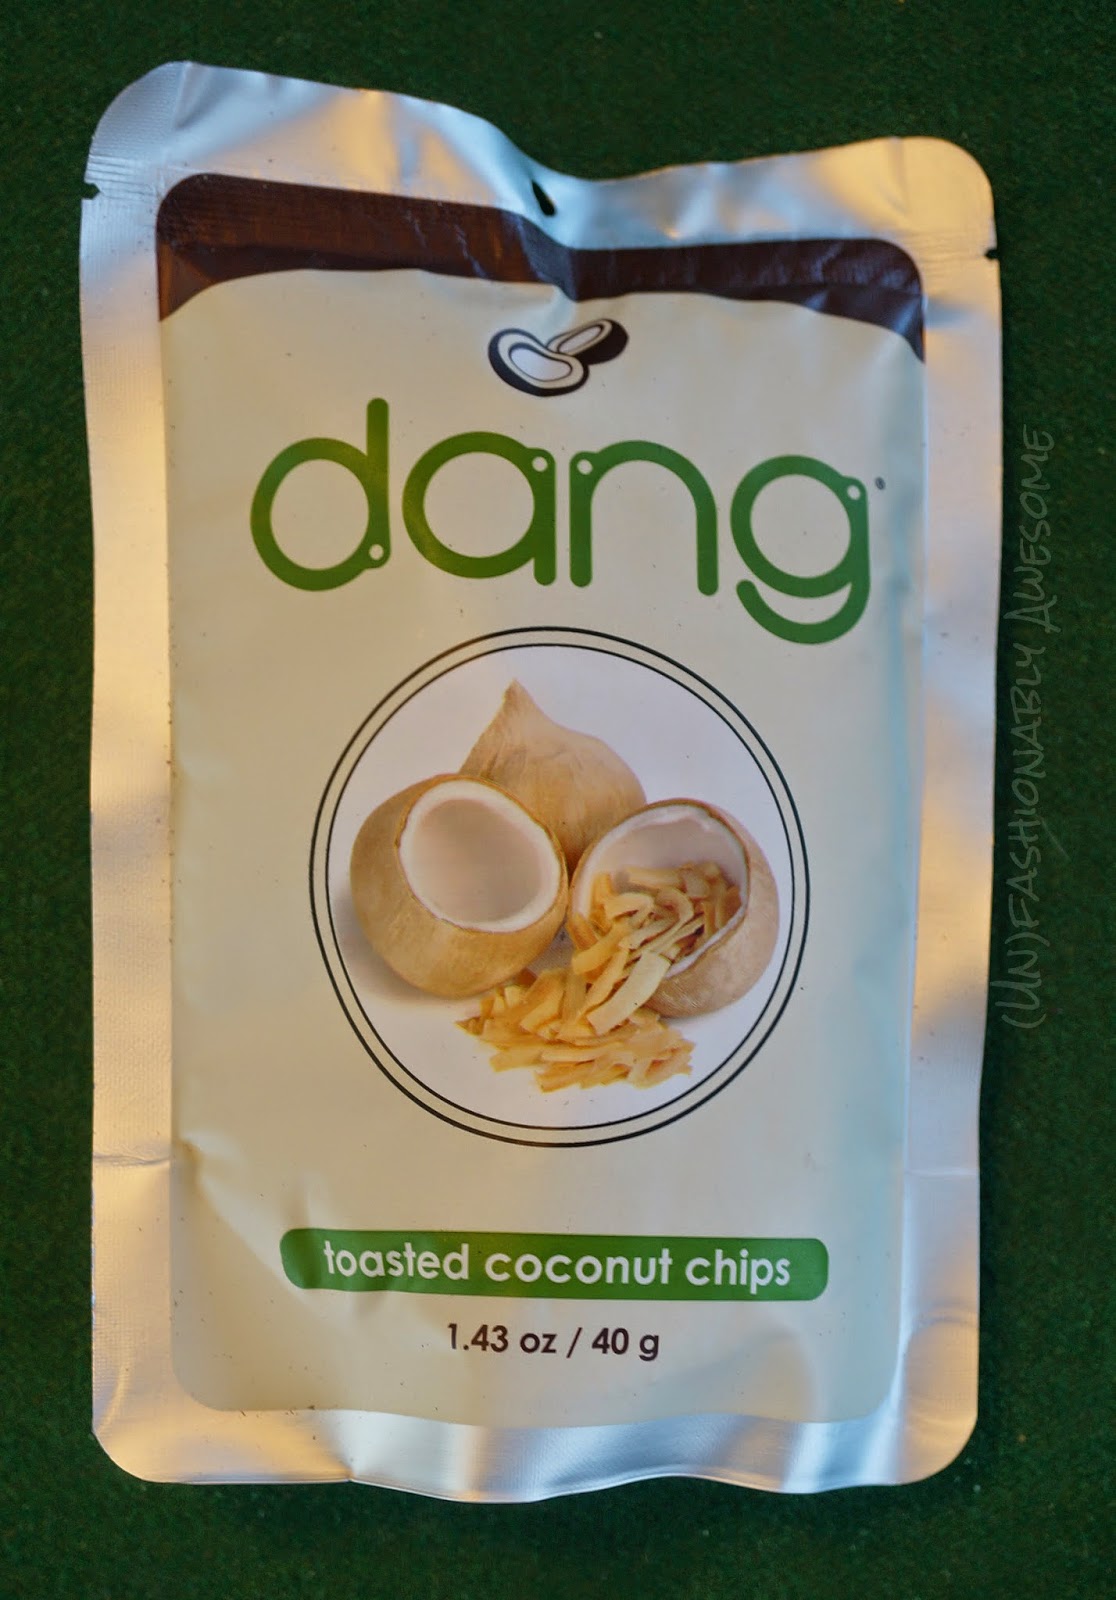 dang
toasted coconut chips
1.43 oz / 40 g
(Un)fashionably Awesome